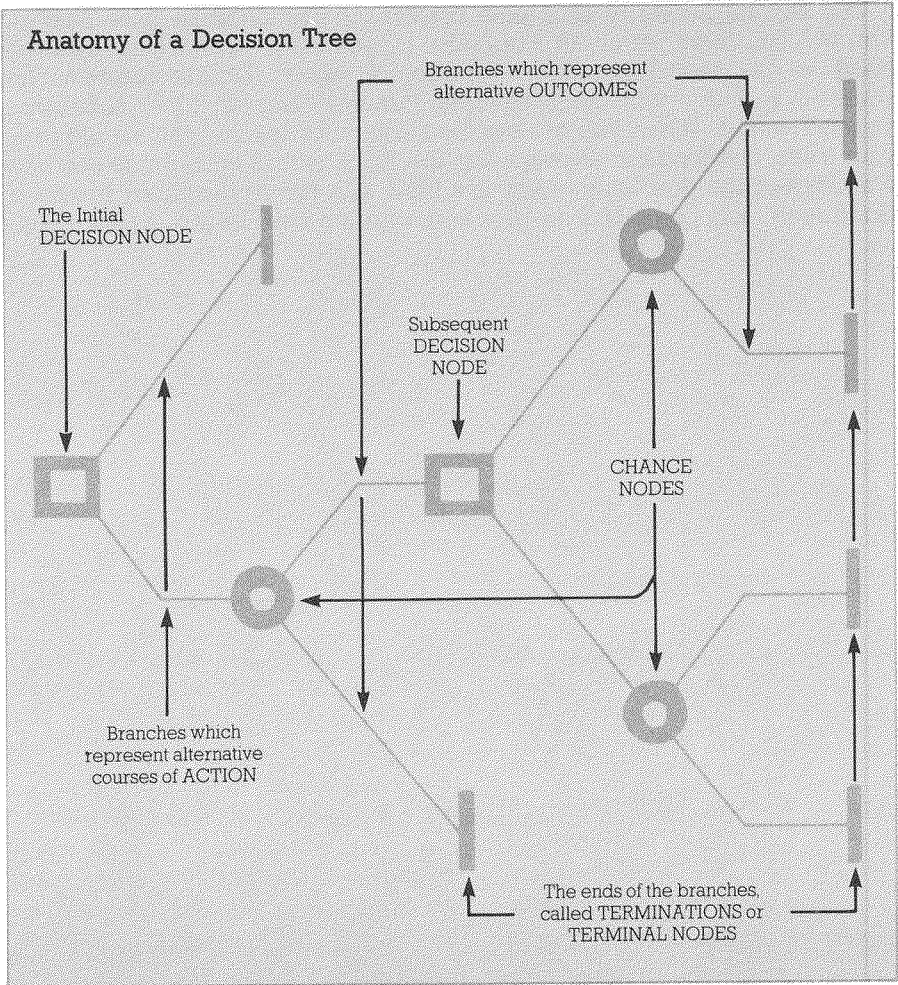 Anatomy of a Decision Tree
Branches which represent
alternative OUTCOMES
The Initial
DECISION NODE
Subsequent
DECISION
NODE
CHANCE
NODES
Branches which
represent alternative
courses of ACTION
The ends of the branches,
called TERMINATIONS or
TERMINAL NODES